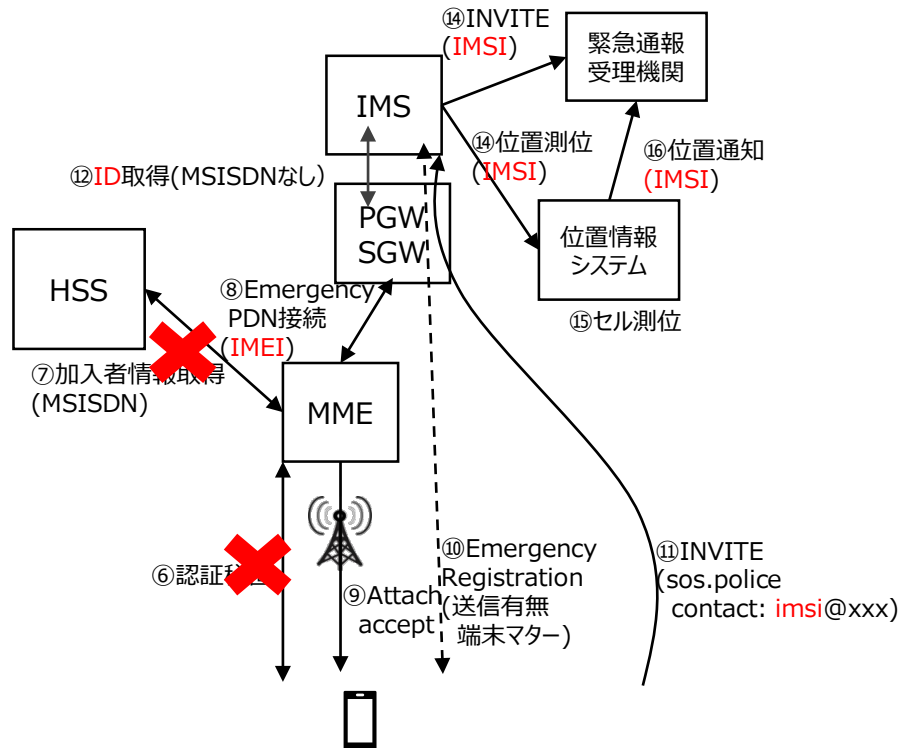 ⑭INVITE
(IMSI)
緊急通報
受理機関
IMS
⑭位置測位
(IMSI)
⑯位置通知
(IMSI)
⑫ID取得(MSISDNなし)
PGW
SGW
位置情報
システム
HSS
⑧Emergency
PDN接続
(IMEI)
⑮セル測位
⑦加入者情報取得
(MSISDN)
MME
⑥認証
⑨Attach
accept
⑩Emergency
Registration
(送信有無
端末マター)
⑪INVITE
(sos.police
contact: imsi@xxx)